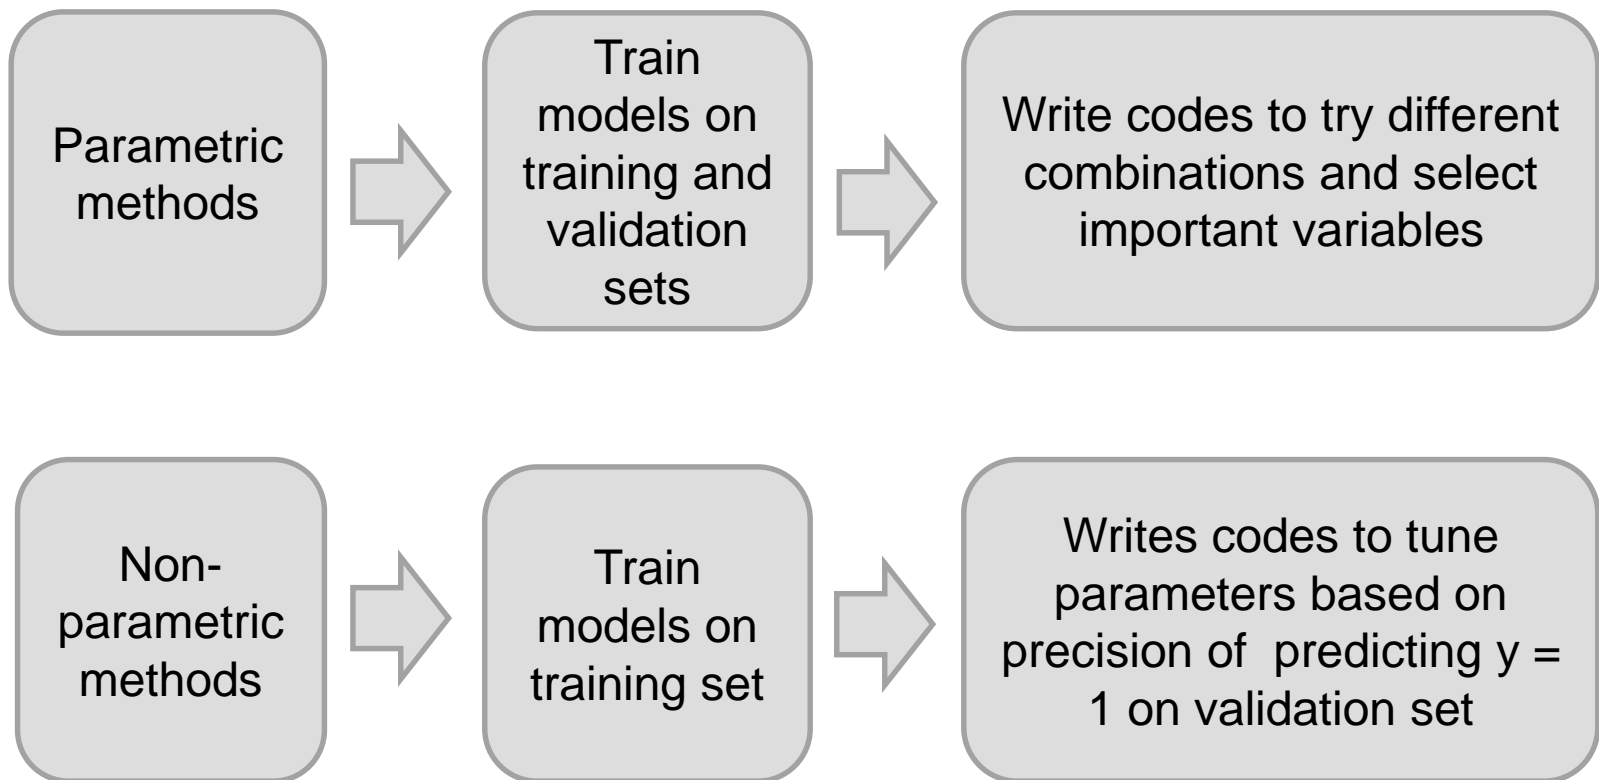 Parametric
methods
Train
models on
training and
validation
sets
Write codes to try different
combinations and select
important variables
Non-
parametric
methods
Train
models on
training set
Writes codes to tune
parameters based on
precision of  predicting y =
1 on validation set